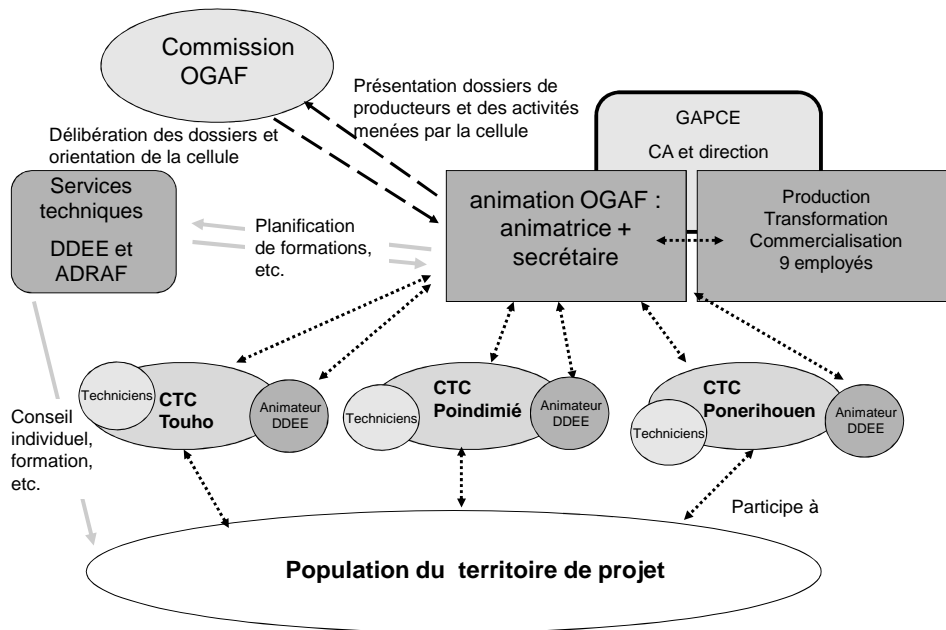 Commission
OGAF
Présentation dossiers de
producteurs et des activités
menées par la cellule
GAPCE
CA et direction
Délibération des dossiers et
orientation de la cellule
Services
techniques
DDEE et
ADRAF
Planification
de formations,
etc.
animation OGAF :
animatrice +
secrétaire
Production
Transformation
Commercialisation
9 employés
Techniciens
CTC
Touho
Animateur
DDEE
Techniciens
CTC
Poindimié
Animateur
DDEE
CTC
Ponerihouen
Techniciens
Animateur
DDEE
Conseil
individuel,
formation,
etc.
Participe à
Population du territoire de projet